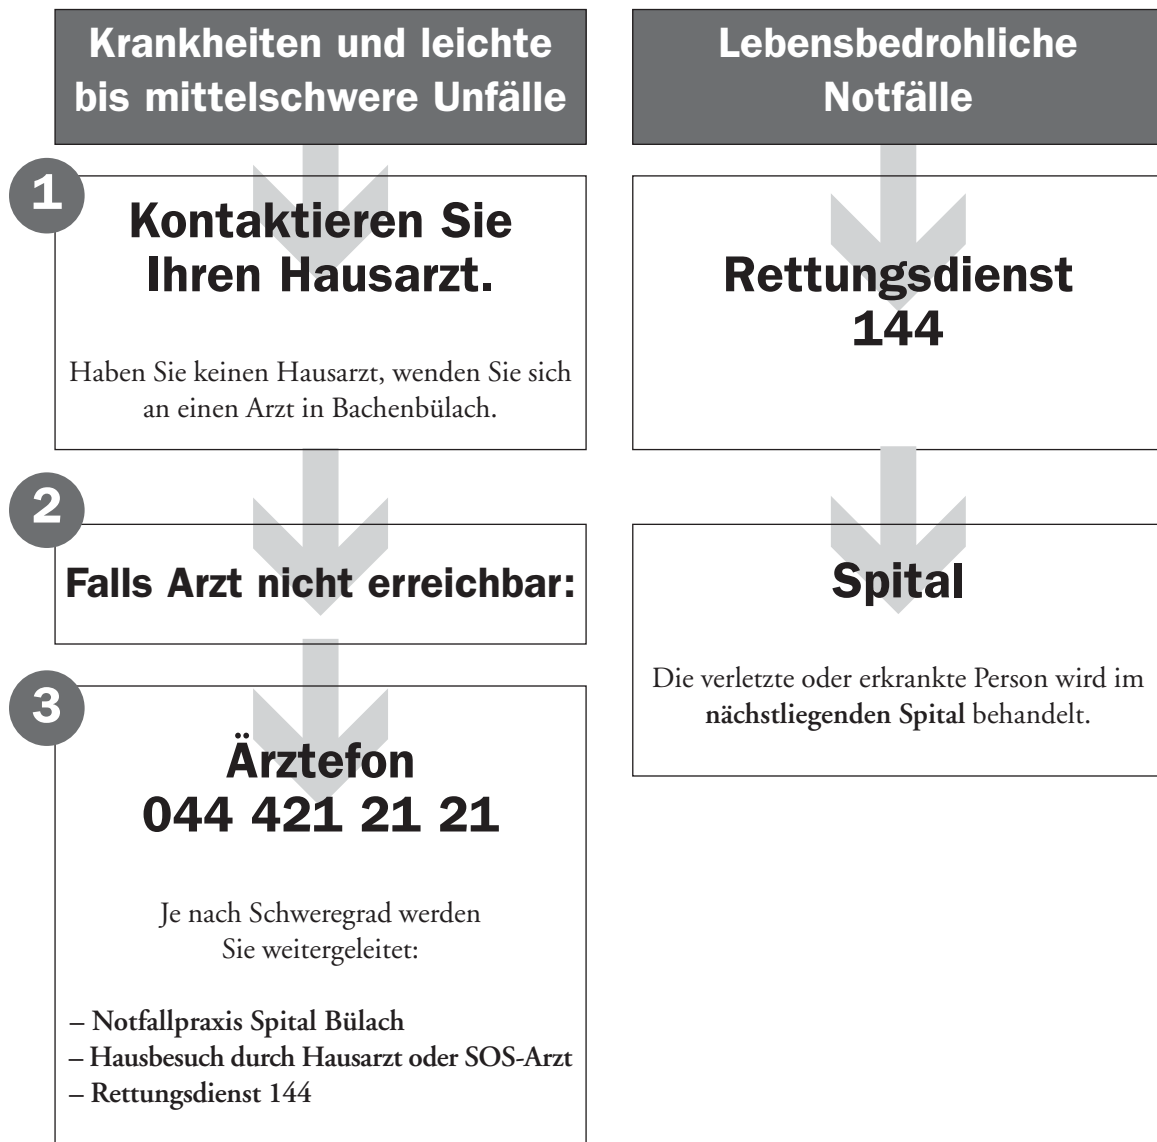 Krankheiten und leichte
bis mittelschwere Unfälle
1
Kontaktieren Sie
Ihren Hausarzt.
Haben Sie keinen Hausarzt, wenden Sie sich
an einen Arzt in Bachenbülach.
2
Falls Arzt nicht erreichbar:
3
Ärztefon
044 421 21 21
Je nach Schweregrad werden
Sie weitergeleitet:
– Notfallpraxis Spital Bülach
– Hausbesuch durch Hausarzt oder SOS-Arzt
– Rettungsdienst 144
Lebensbedrohliche
Notfälle
Rettungsdienst
144
Spital
Die verletzte oder erkrankte Person wird im
nächstliegenden Spital behandelt.